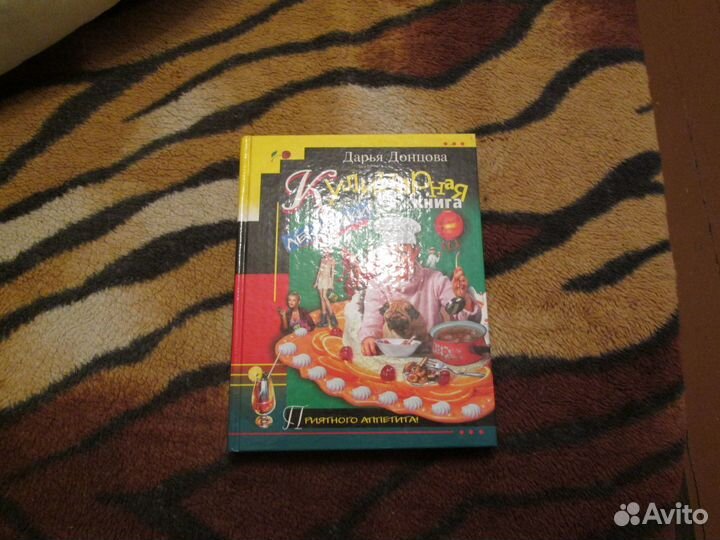 Дарья Донцова
Кулинарная
книга
Приятного аппетита!
Avito